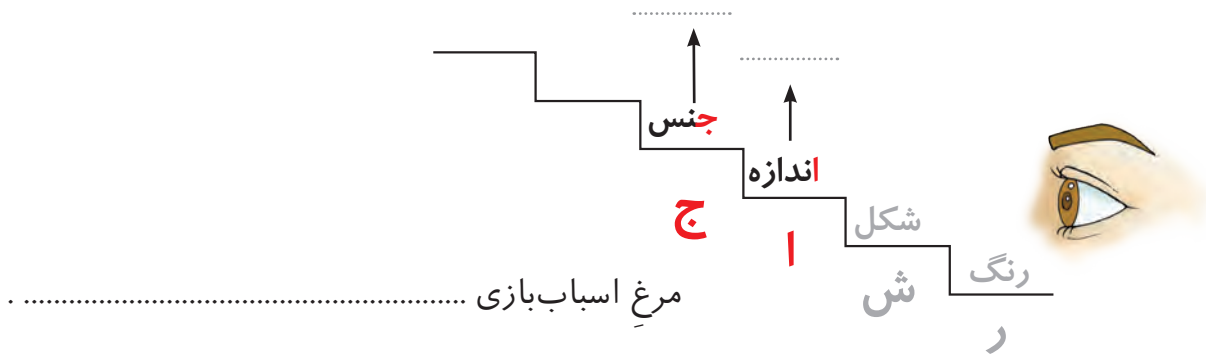 جنس
اندازه
ج
شکل
ا
رنگ
ش
مرغِ اسباب‌بازی ............................................................ .
ر